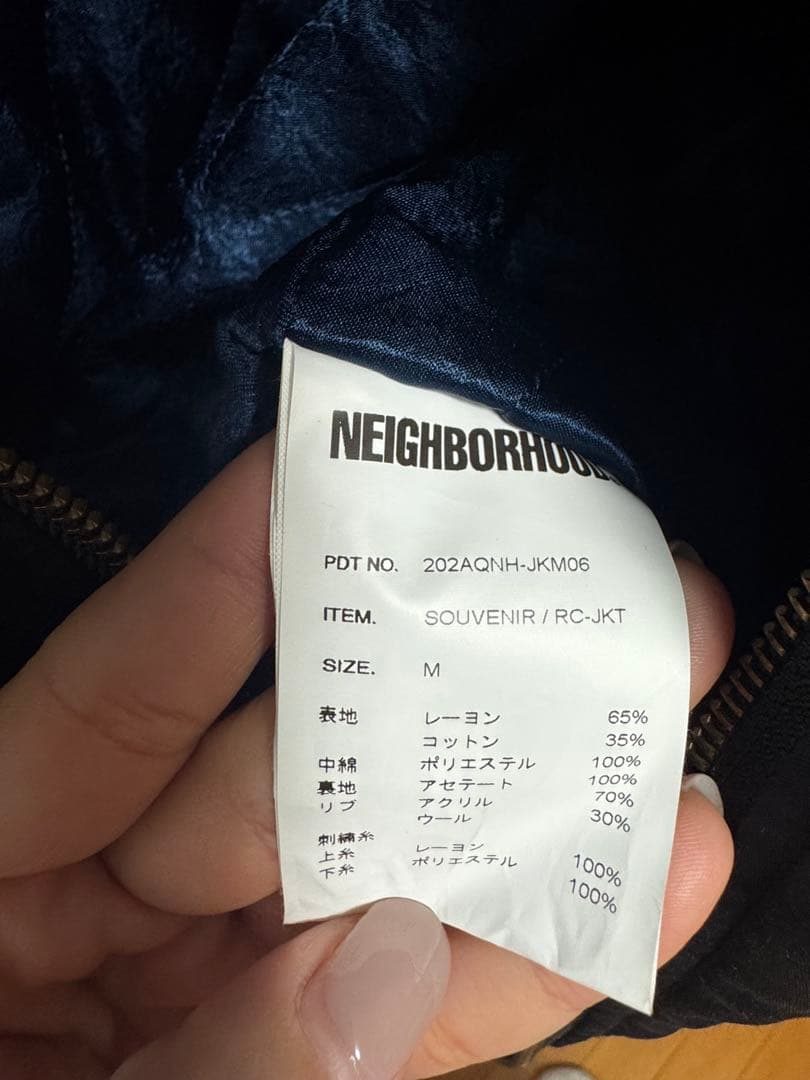 NEIGHBORHOOD
PDT NO. 202AQNH-JKM06
ITEM. SOUVENIR / RC-JKT
SIZE. M
表地 レーヨン 65%
コットン 35%
中綿 ポリエステル 100%
裏地 アセテート 100%
リブ アクリル 70%
ウール 30%
刺繍糸
上糸 レーヨン 100%
下糸 ポリエステル 100%